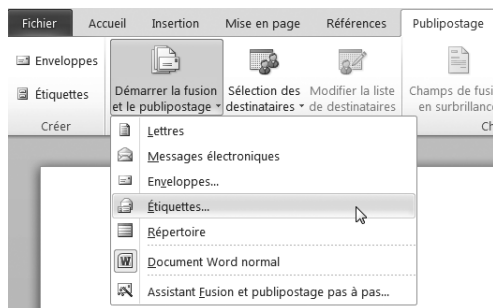 Fichier Accueil Insertion Mise en page Références Publipostage
Enveloppes
Étiquettes
Créer
Démarrer la fusion
et le publipostage
Sélection des
destinataires
Modifier la liste
de destinataires
Champs de fusi
en surbrillanc
Ch
Lettres
Messages électroniques
Enveloppes...
Étiquettes...
Répertoire
Document Word normal
Assistant Fusion et publipostage pas à pas...